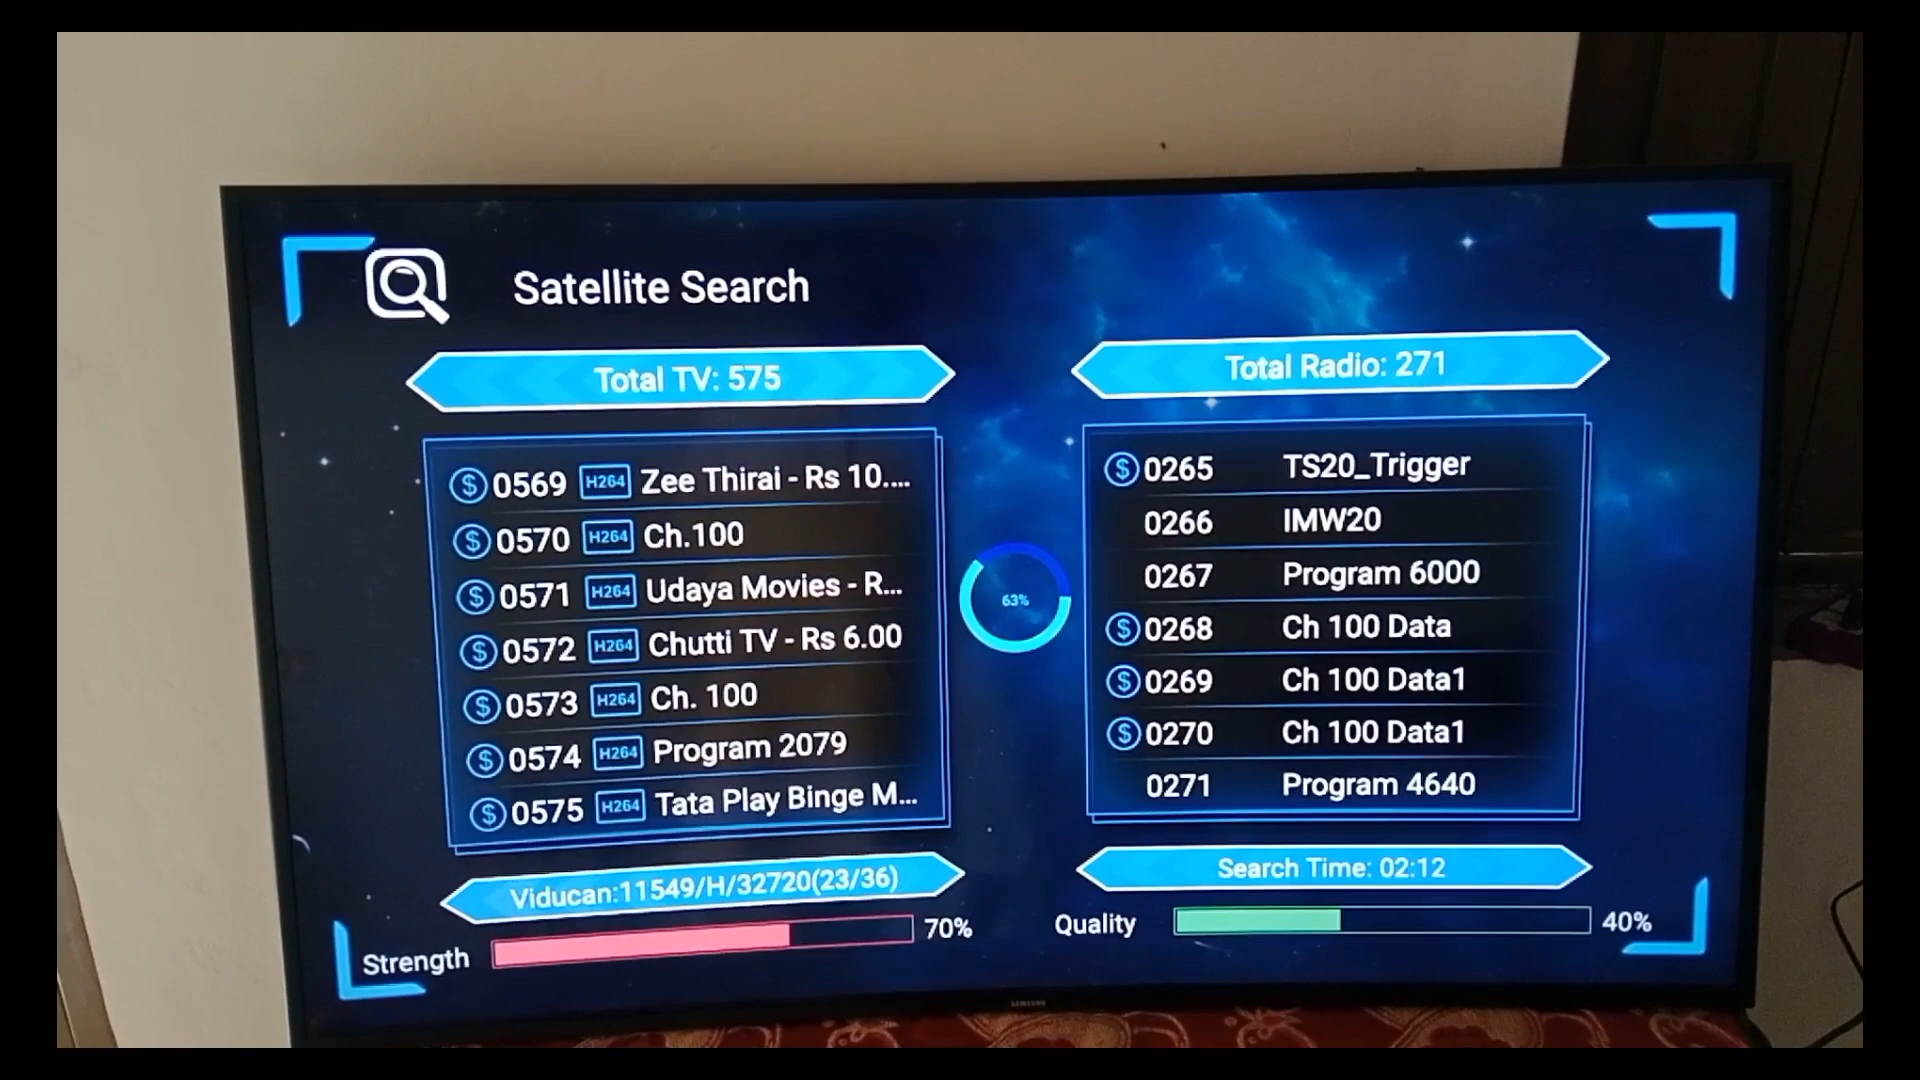 Satellite Search
Total TV: 575
0569 H264 Zee Thirai - Rs 10....
0570 H264 Ch.100
0571 H264 Udaya Movies - R...
0572 H264 Chutti TV - Rs 6.00
0573 H264 Ch. 100
0574 H264 Program 2079
0575 H264 Tata Play Binge M...
Viducan:11549/H/32720(23/36)
Strength 70%
63%
Total Radio: 271
0265 TS20_Trigger
0266 IMW20
0267 Program 6000
0268 Ch 100 Data
0269 Ch 100 Data1
0270 Ch 100 Data1
0271 Program 4640
Search Time: 02:12
Quality 40%
SAMSUNG